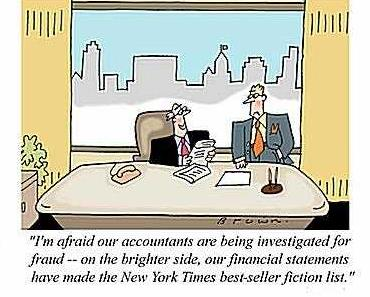 Brown.
"I'm afraid our accountants are being investigated for
fraud -- on the brighter side, our financial statements
have made the New York Times best-seller fiction list."